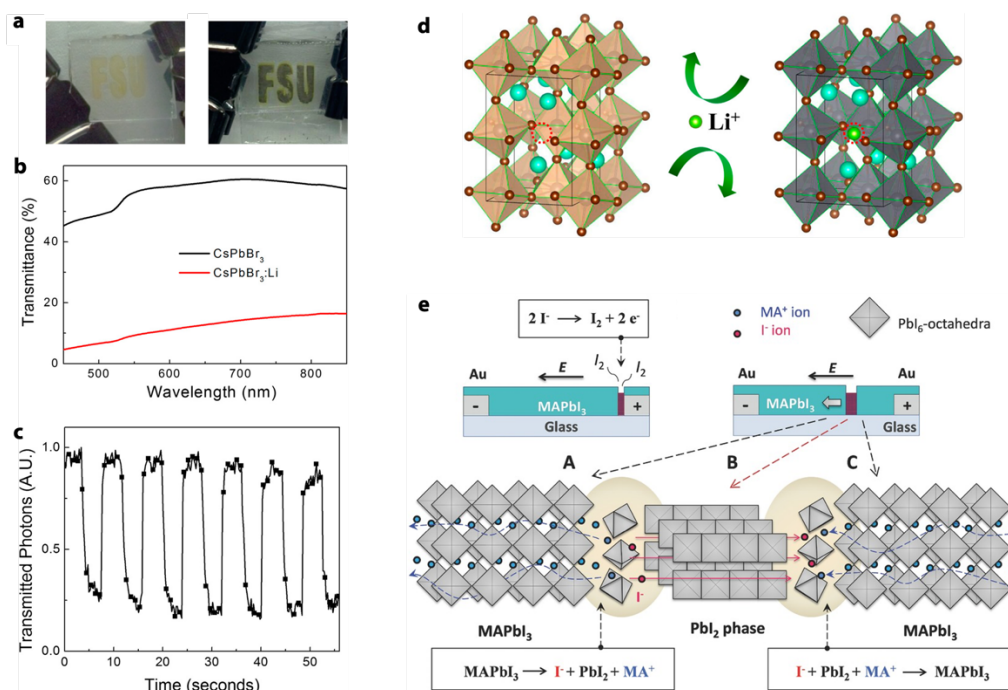 a
FSU
FSU
b
60
40
20
0
CsPbBr₃
CsPbBr₃:Li
500
600
700
800
Transmittance (%)
Wavelength (nm)
c
1.0
0.5
0.0
0
10
20
30
40
50
Transmitted Photons (A.U.)
Time (seconds)
d
Li⁺
e
2 I⁻ → I₂ + 2 e⁻
MA⁺ ion
I⁻ ion
PbI₆-octahedra
I₂ I₂
Au
E
- MAPbI₃ +
Glass
Au
E
Au
- MAPbI₃ +
Glass
A
B
C
I⁻
MAPbI₃
PbI₂ phase
MAPbI₃
MAPbI₃ → I⁻ + PbI₂ + MA⁺
I⁻ + PbI₂ + MA⁺ → MAPbI₃